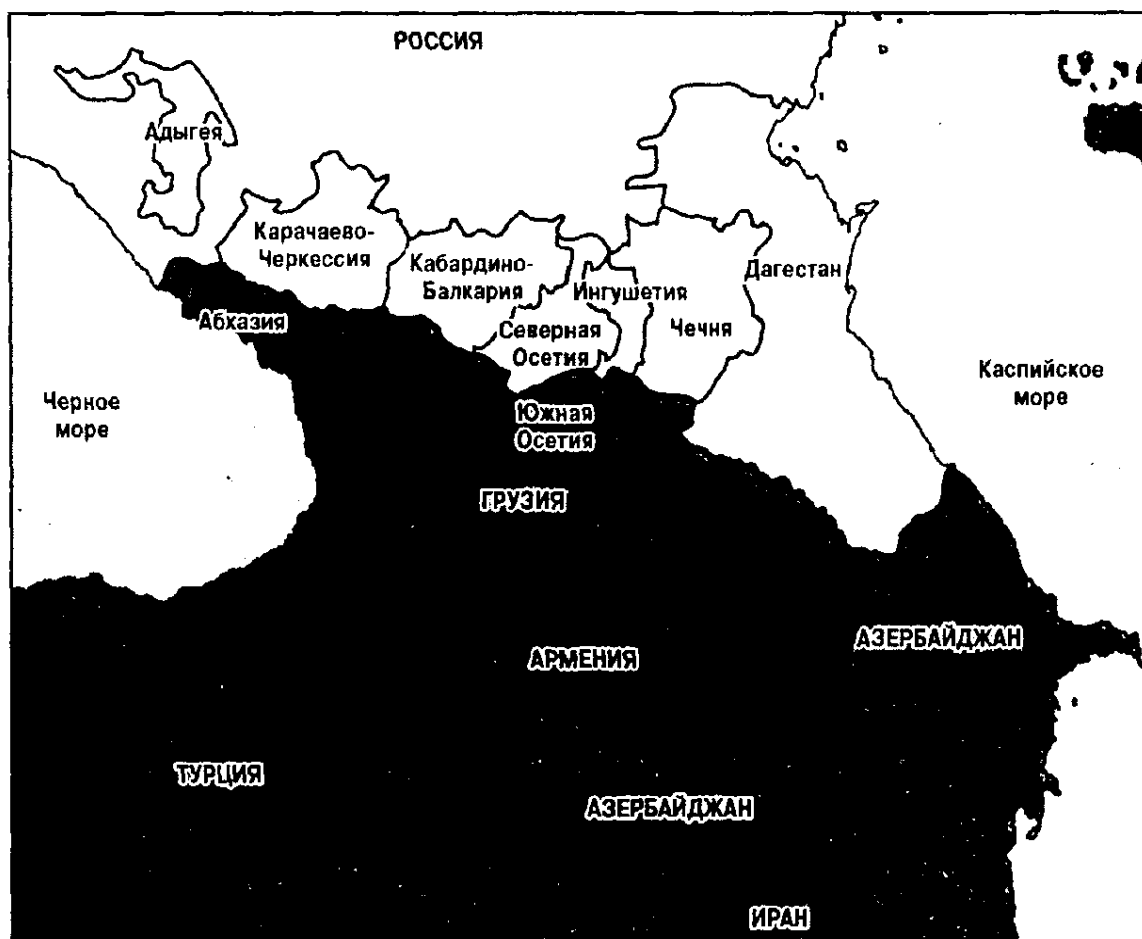 РОССИЯ
Адыгея
Карачаево-
Черкессия
Кабардино-
Балкария
Ингушетия
Дагестан
Абхазия
Северная
Осетия
Чечня
Каспийское
море
Черное
море
Южная
Осетия
ГРУЗИЯ
АЗЕРБАЙДЖАН
АРМЕНИЯ
ТУРЦИЯ
АЗЕРБАЙДЖАН
ИРАН